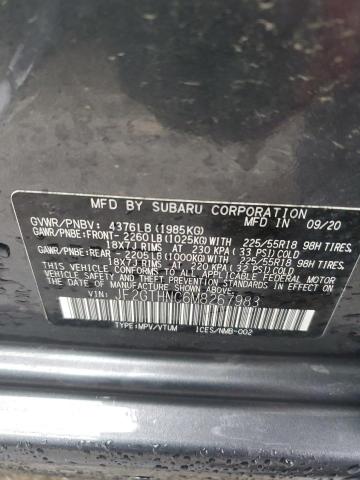 MFD BY SUBARU CORPORATION
MFD IN 09/20
GVWR/PNBV: 4376LB (1985KG)
GAWR/PNBE:FRONT- 2260LB (1025KG) WITH 225/55R18 98H TIRES
18X7J RIMS AT 230 KPA (33 PSI) COLD
GAWR/PNBE:REAR - 2205LB (1000KG) WITH 225/55R18 98H TIRES
18X7J RIMS AT 220 KPA (32 PSI) COLD
THIS VEHICLE CONFORMS TO ALL APPLICABLE FEDERAL MOTOR
VEHICLE SAFETY STANDARDS IN EFFECT ON THE
DATE OF MANUFACTURE SHOWN ABOVE.
VIN: JF2GTHNC6M8267983
TYPE:MPV/VTUM ICES/NMB-002